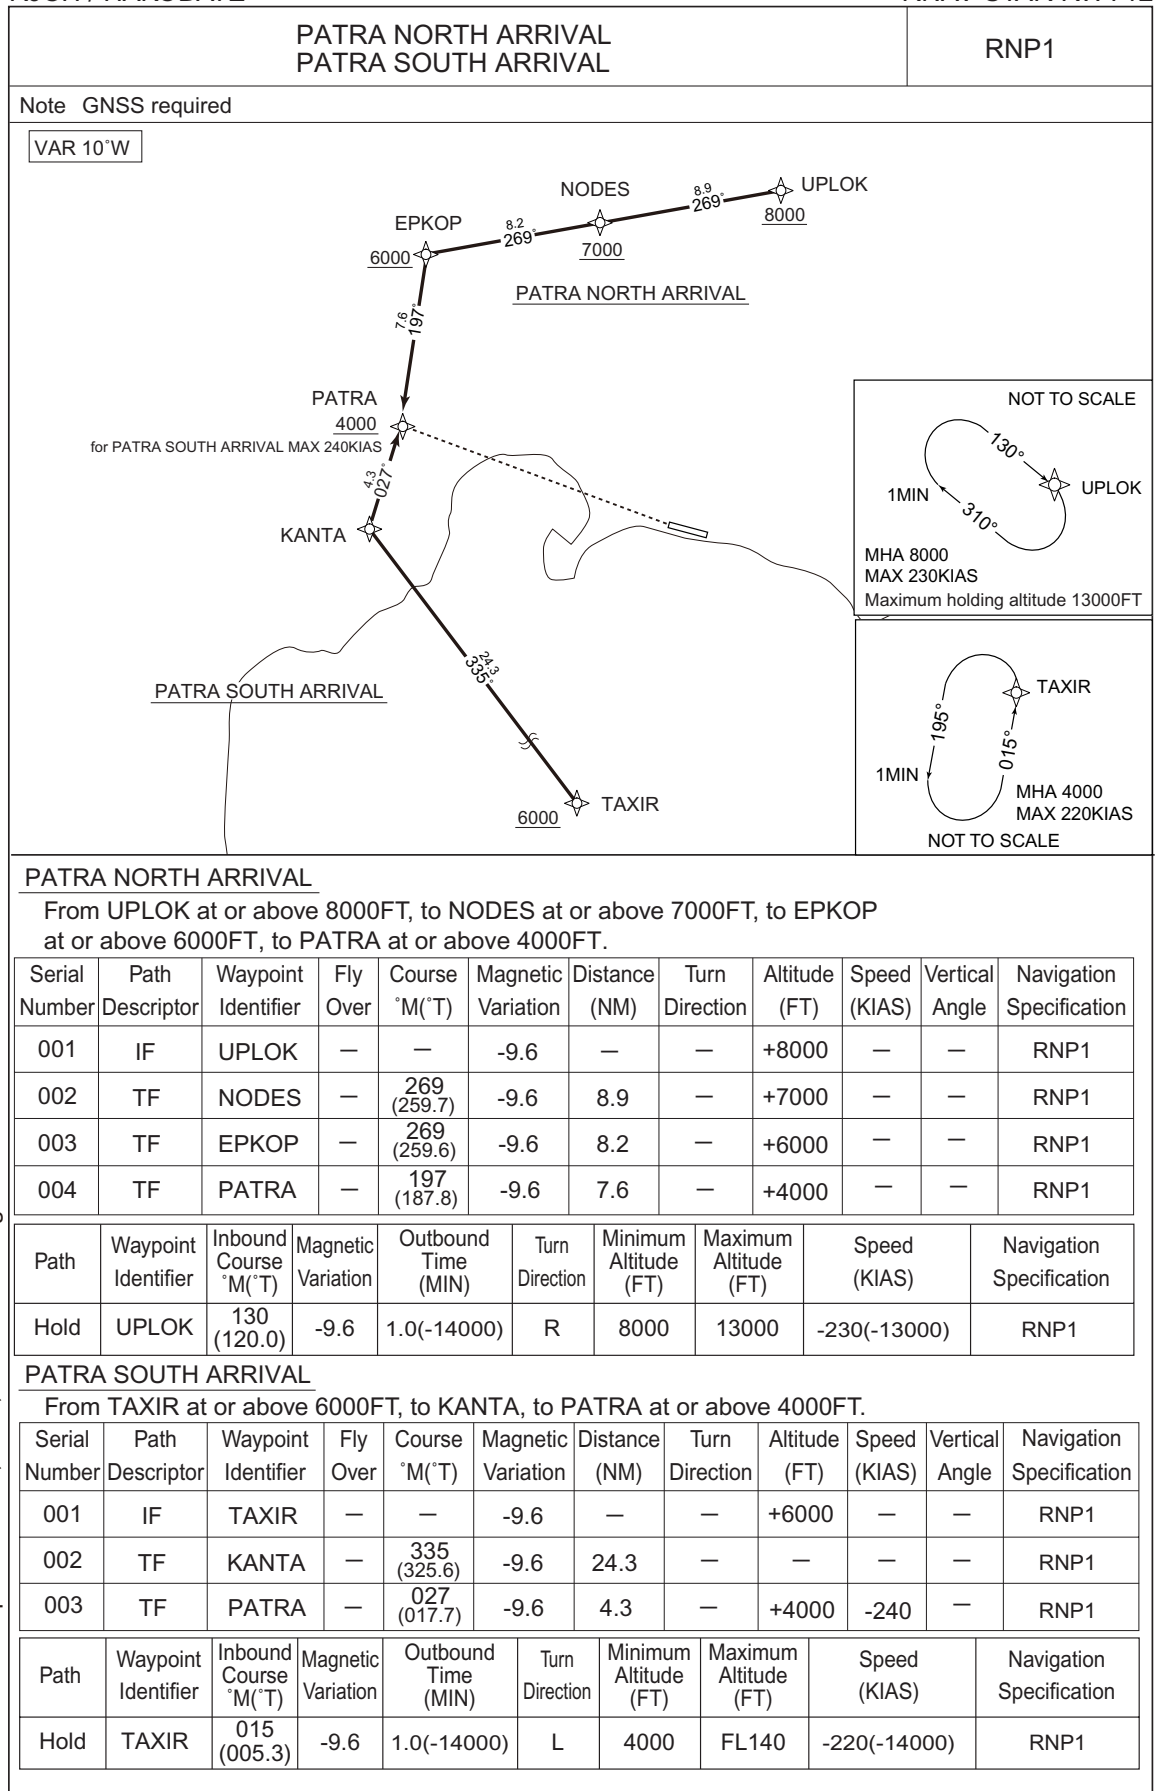 PATRA NORTH ARRIVAL
PATRA SOUTH ARRIVAL
RNP1
Note GNSS required
VAR 10˚W
NODES
8.9
269˚
UPLOK
8000
EPKOP
8.2
269˚
7000
6000
PATRA NORTH ARRIVAL
7.6
197˚
PATRA
4000
for PATRA SOUTH ARRIVAL MAX 240KIAS
4.3
027˚
KANTA
24.3
335˚
PATRA SOUTH ARRIVAL
6000
TAXIR
NOT TO SCALE
130°
UPLOK
1MIN
310°
MHA 8000
MAX 230KIAS
Maximum holding altitude 13000FT
TAXIR
195°
015°
1MIN
MHA 4000
MAX 220KIAS
NOT TO SCALE
PATRA NORTH ARRIVAL
From UPLOK at or above 8000FT, to NODES at or above 7000FT, to EPKOP
at or above 6000FT, to PATRA at or above 4000FT.
Serial Path Waypoint Fly Course Magnetic Distance Turn Altitude Speed Vertical Navigation
Number Descriptor Identifier Over ˚M(˚T) Variation (NM) Direction (FT) (KIAS) Angle Specification
001 IF UPLOK — — -9.6 — — +8000 — — RNP1
002 TF NODES — 269 (259.7) -9.6 8.9 — +7000 — — RNP1
003 TF EPKOP — 269 (259.6) -9.6 8.2 — +6000 — — RNP1
004 TF PATRA — 197 (187.8) -9.6 7.6 — +4000 — — RNP1
Path Waypoint Identifier Inbound Course ˚M(˚T) Magnetic Variation Outbound Time (MIN) Turn Direction Minimum Altitude (FT) Maximum Altitude (FT) Speed (KIAS) Navigation Specification
Hold UPLOK 130 (120.0) -9.6 1.0(-14000) R 8000 13000 -230(-13000) RNP1
PATRA SOUTH ARRIVAL
From TAXIR at or above 6000FT, to KANTA, to PATRA at or above 4000FT.
Serial Path Waypoint Fly Course Magnetic Distance Turn Altitude Speed Vertical Navigation
Number Descriptor Identifier Over ˚M(˚T) Variation (NM) Direction (FT) (KIAS) Angle Specification
001 IF TAXIR — — -9.6 — — +6000 — — RNP1
002 TF KANTA — 335 (325.6) -9.6 24.3 — — — — RNP1
003 TF PATRA — 027 (017.7) -9.6 4.3 — +4000 -240 — RNP1
Path Waypoint Identifier Inbound Course ˚M(˚T) Magnetic Variation Outbound Time (MIN) Turn Direction Minimum Altitude (FT) Maximum Altitude (FT) Speed (KIAS) Navigation Specification
Hold TAXIR 015 (005.3) -9.6 1.0(-14000) L 4000 FL140 -220(-14000) RNP1